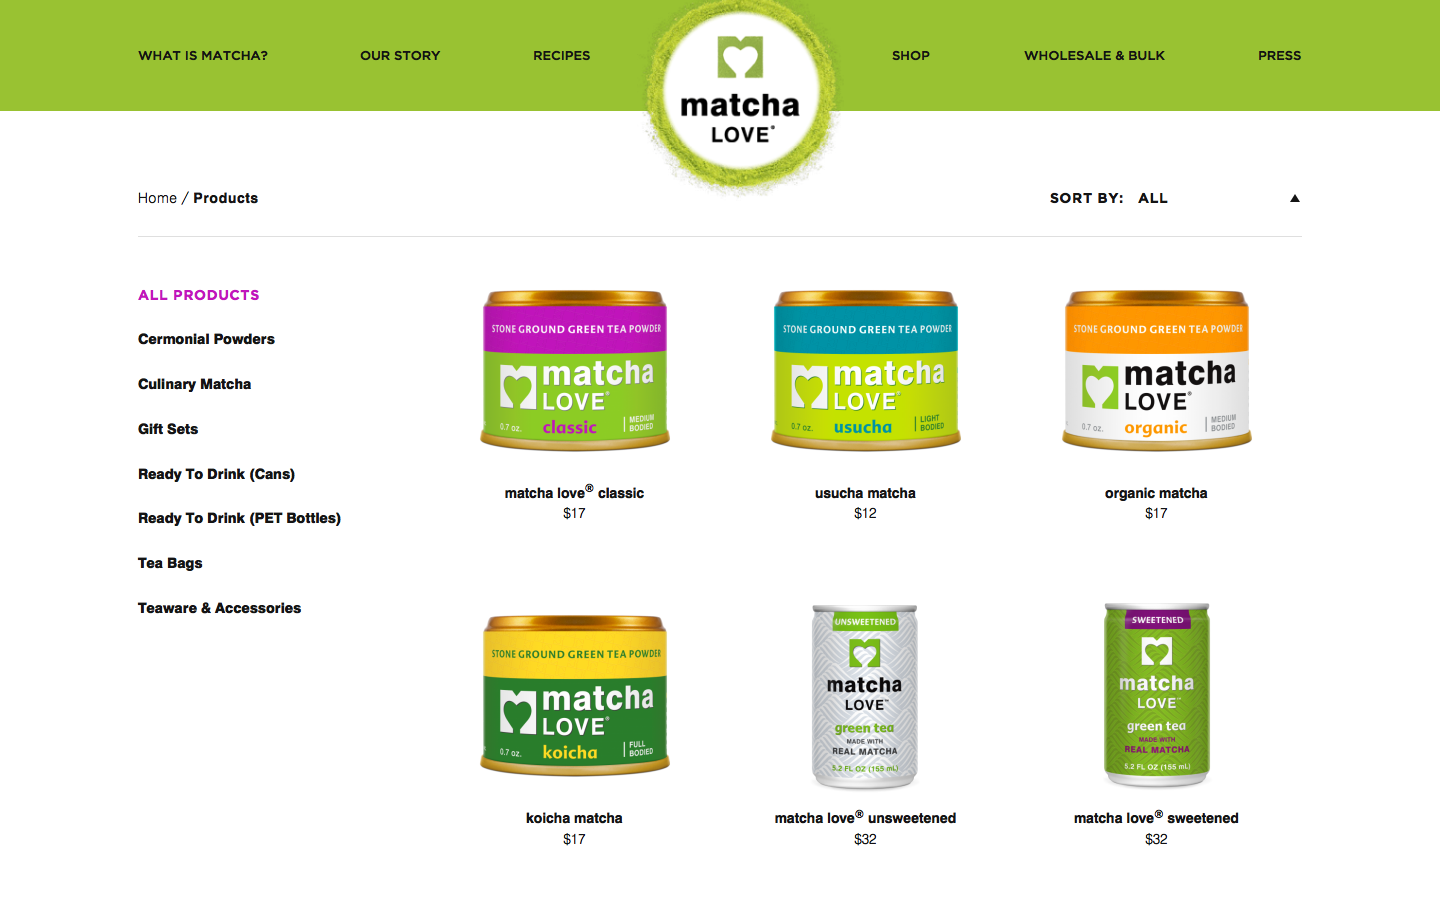 WHAT IS MATCHA?
OUR STORY
RECIPES
matcha
LOVE®
SHOP
WHOLESALE & BULK
PRESS
Home / Products
SORT BY: ALL
ALL PRODUCTS
Cermonial Powders
Culinary Matcha
Gift Sets
Ready To Drink (Cans)
Ready To Drink (PET Bottles)
Tea Bags
Teaware & Accessories
STONE GROUND GREEN TEA POWDER
matcha
LOVE®
0.7 oz.
classic
MEDIUM
BODIED
matcha love® classic
$17
STONE GROUND GREEN TEA POWDER
matcha
LOVE®
0.7 oz.
usucha
LIGHT
BODIED
usucha matcha
$12
STONE GROUND GREEN TEA POWDER
matcha
LOVE®
0.7 oz.
organic
MEDIUM
BODIED
organic matcha
$17
STONE GROUND GREEN TEA POWDER
matcha
LOVE®
0.7 oz.
koicha
FULL
BODIED
koicha matcha
$17
UNSWEETENED
matcha
LOVE™
green tea
MADE WITH
REAL MATCHA
5.2 FL OZ (155 mL)
matcha love® unsweetened
$32
SWEETENED
matcha
LOVE™
green tea
MADE WITH
REAL MATCHA
5.2 FL OZ (155 mL)
matcha love® sweetened
$32